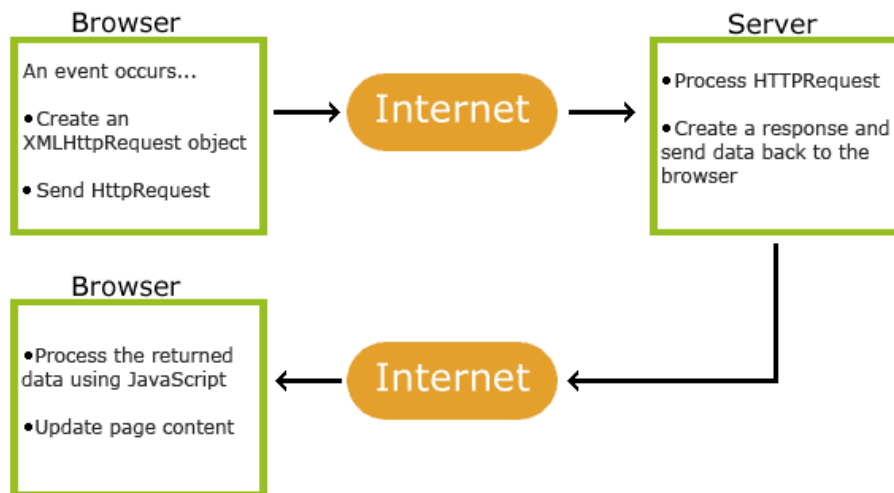 Browser
An event occurs...
•Create an
XMLHttpRequest object
• Send HttpRequest
Internet
Server
•Process HTTPRequest
•Create a response and
send data back to the
browser
Browser
•Process the returned
data using JavaScript
•Update page content
Internet